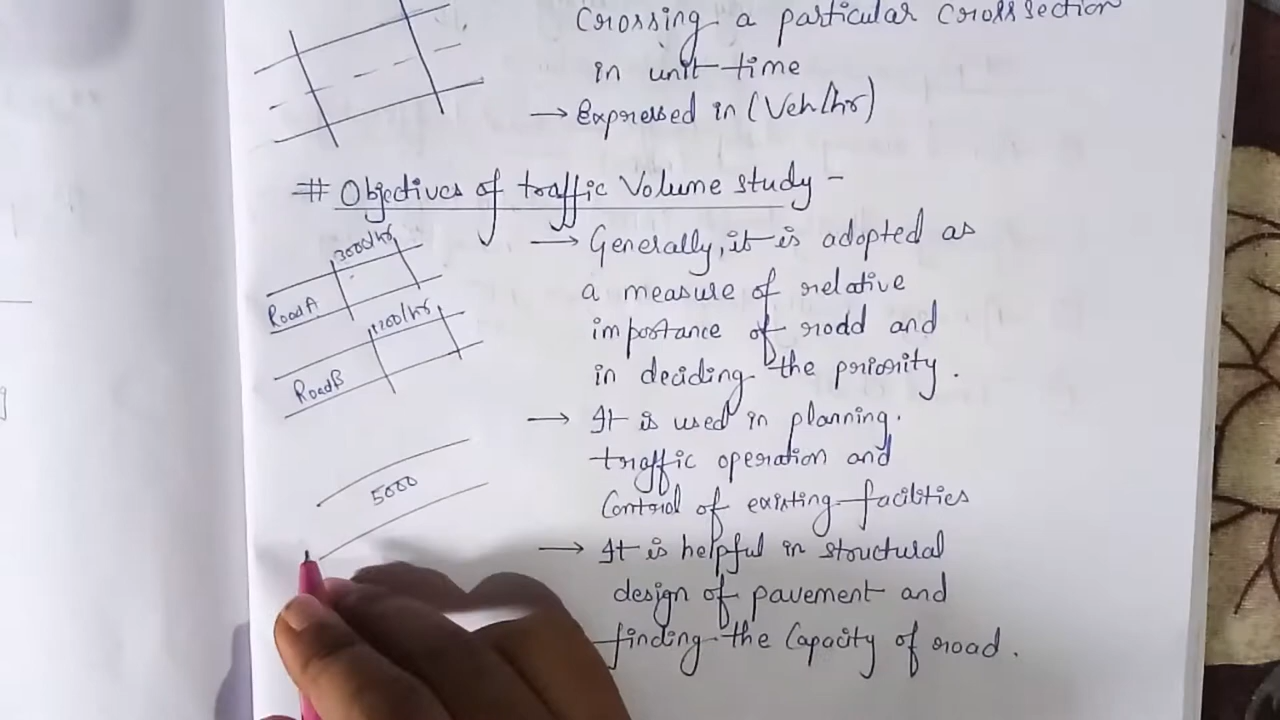 Crossing a particular Crosssection
in unit time
→ Expressed in (Veh/hr)
# Objectives of traffic Volume study -
→ Generally, it is adopted as
a measure of relative
importance of rodd and
in deciding the priority.
→ It is used in planning.
traffic operation and
Control of existing facilities
→ It is helpful in structural
design of pavement and
finding the Capacity of road.
3000/hr
Road A
1200/hr
Road B
5000